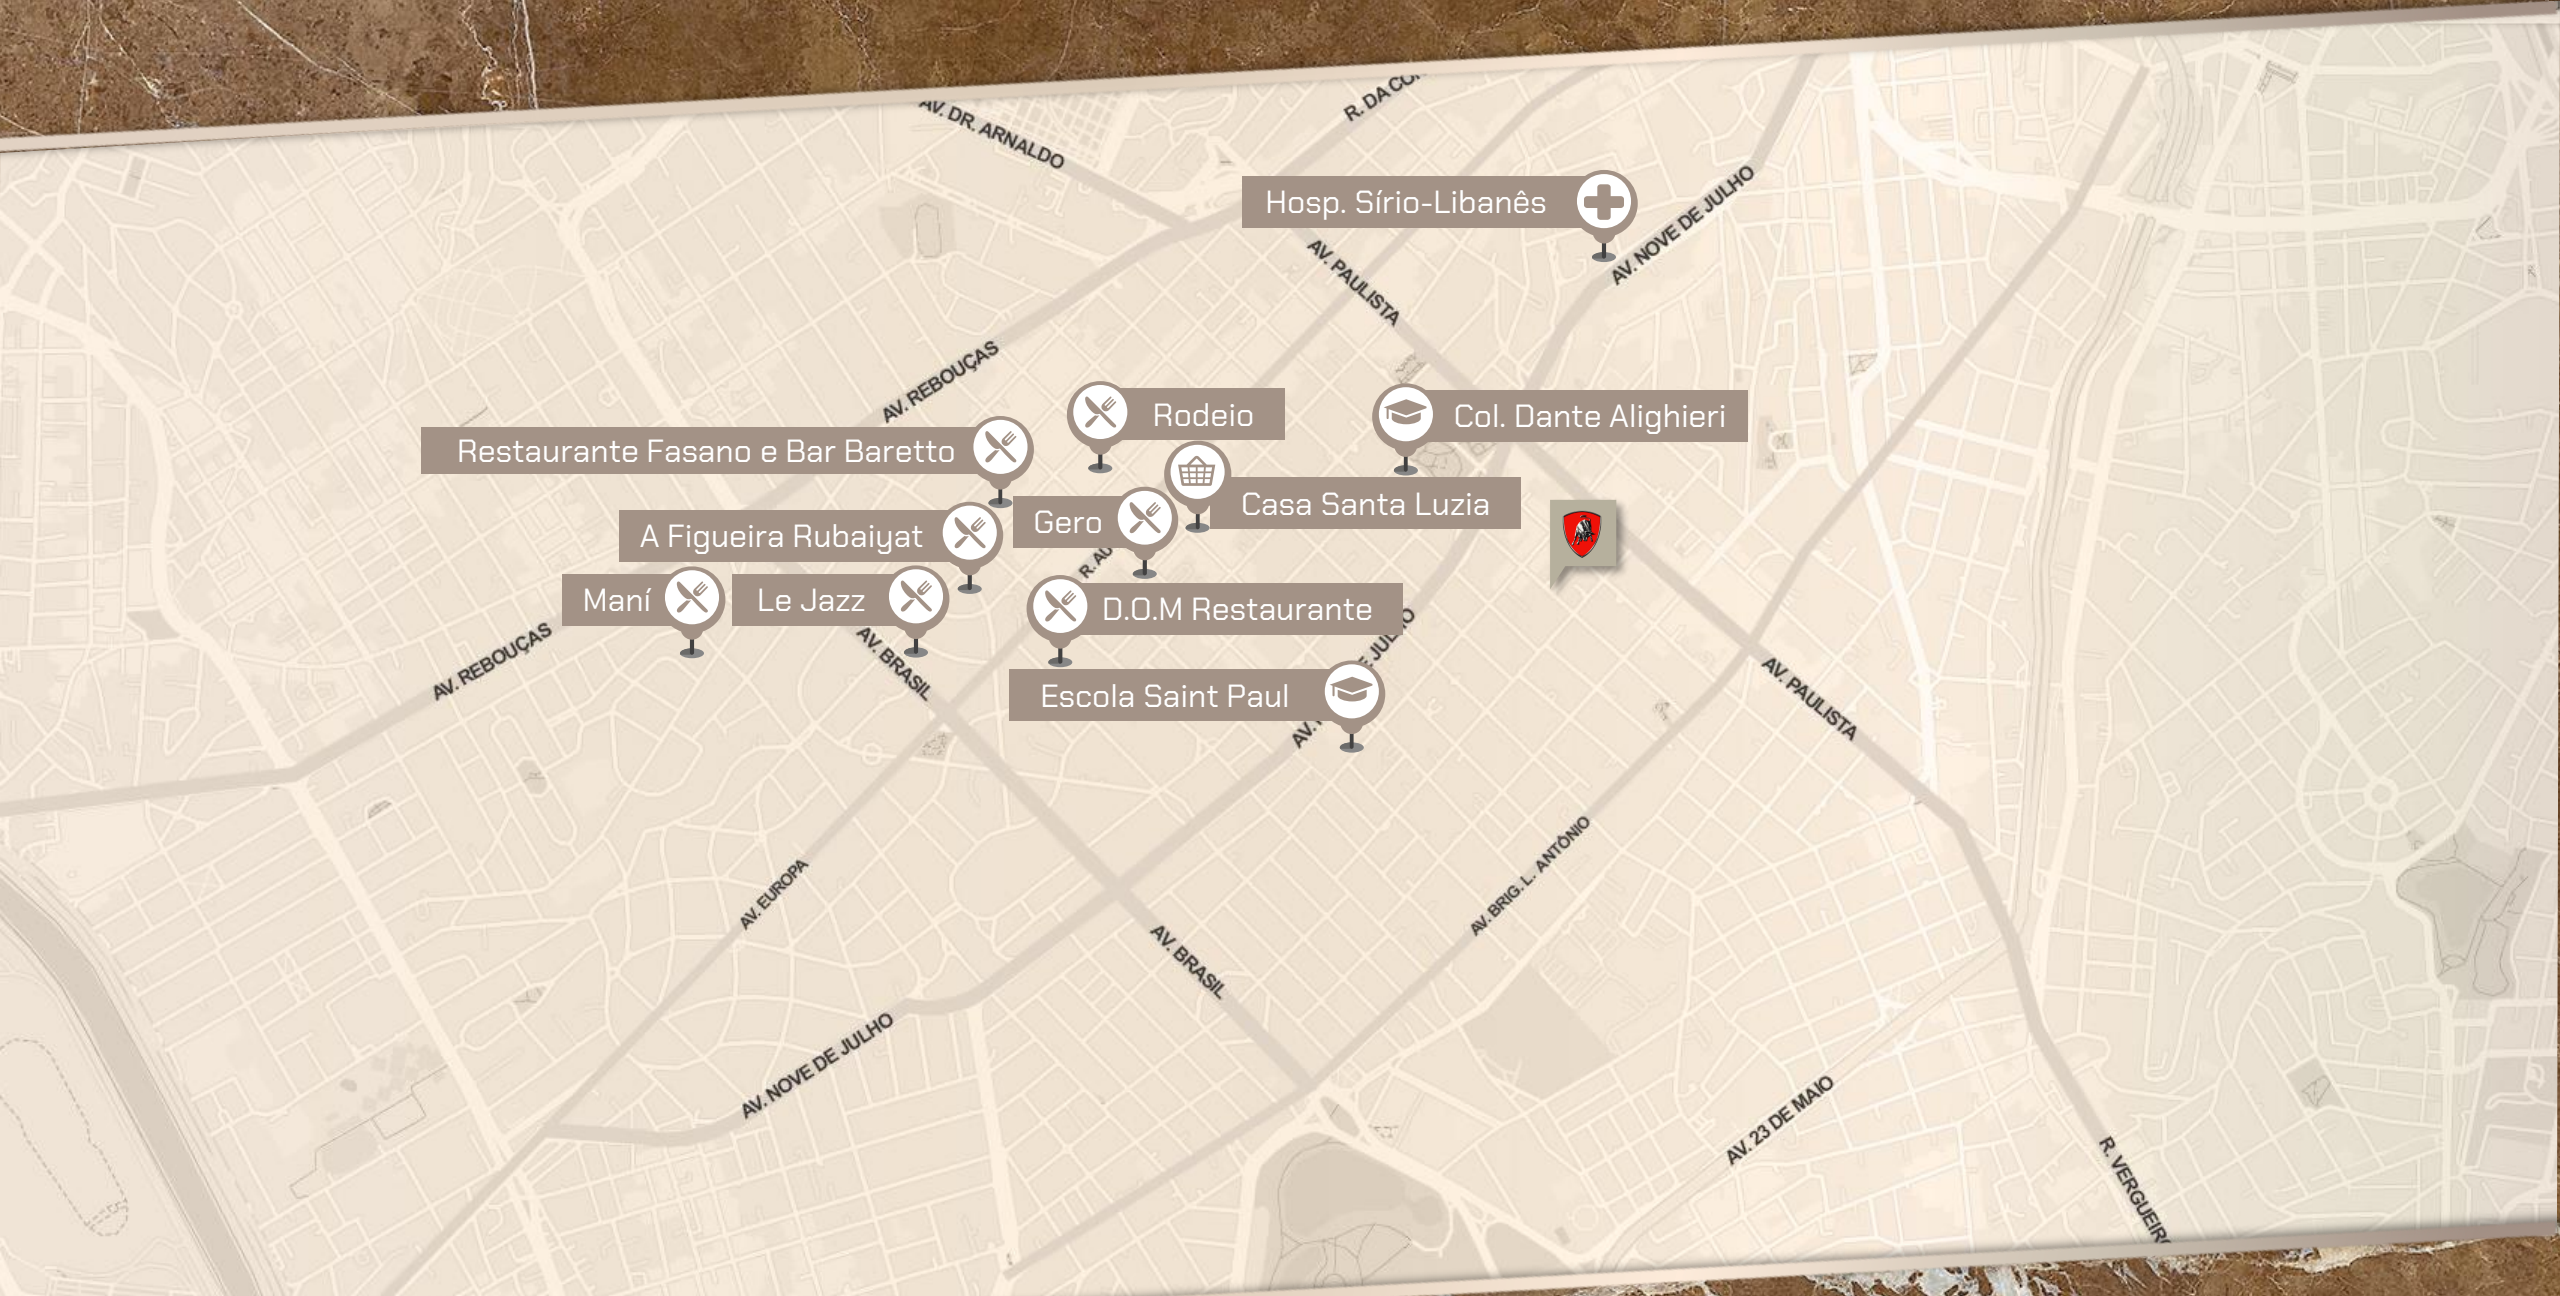 AV. DR. ARNALDO
R. DA CON
Hosp. Sírio-Libanês
AV. NOVE DE JULHO
AV. PAULISTA
AV. REBOUÇAS
Rodeio
Col. Dante Alighieri
Restaurante Fasano e Bar Baretto
Casa Santa Luzia
Gero
A Figueira Rubaiyat
R. AU
Maní
Le Jazz
D.O.M Restaurante
AV. REBOUÇAS
AV. BRASIL
Escola Saint Paul
AV. PAULISTA
AV. EUROPA
AV. BRIG. L. ANTÔNIO
AV. BRASIL
AV. NOVE DE JULHO
AV. 23 DE MAIO
R. VERGUEIRO